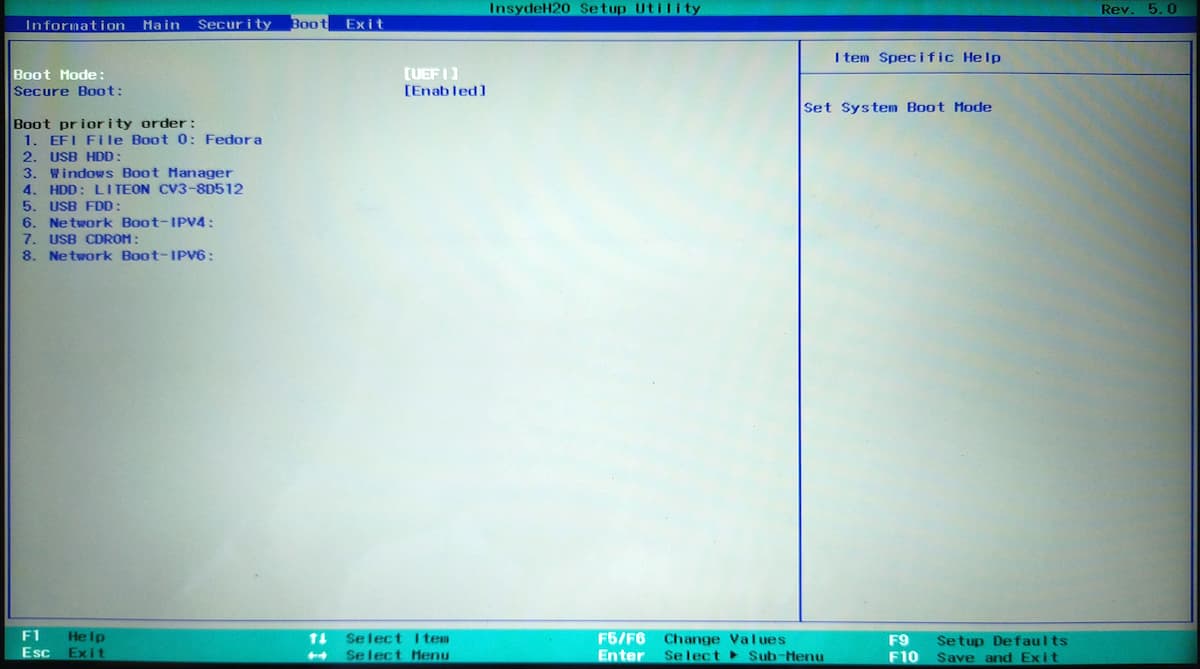 InsydeH20 Setup Utility Rev. 5.0
Information Main Security Boot Exit
Item Specific Help
Boot Mode: [UEFI]
Secure Boot: [Enabled]
Set System Boot Mode
Boot priority order:
1. EFI File Boot 0: Fedora
2. USB HDD:
3. Windows Boot Manager
4. HDD: LITEON CV3-8D512
5. USB FDD:
6. Network Boot-IPV4:
7. USB CDROM:
8. Network Boot-IPV6:
F1 Help ↑↓ Select Item F5/F6 Change Values F9 Setup Defaults
Esc Exit ←→ Select Menu Enter Select ▶ Sub-Menu F10 Save and Exit